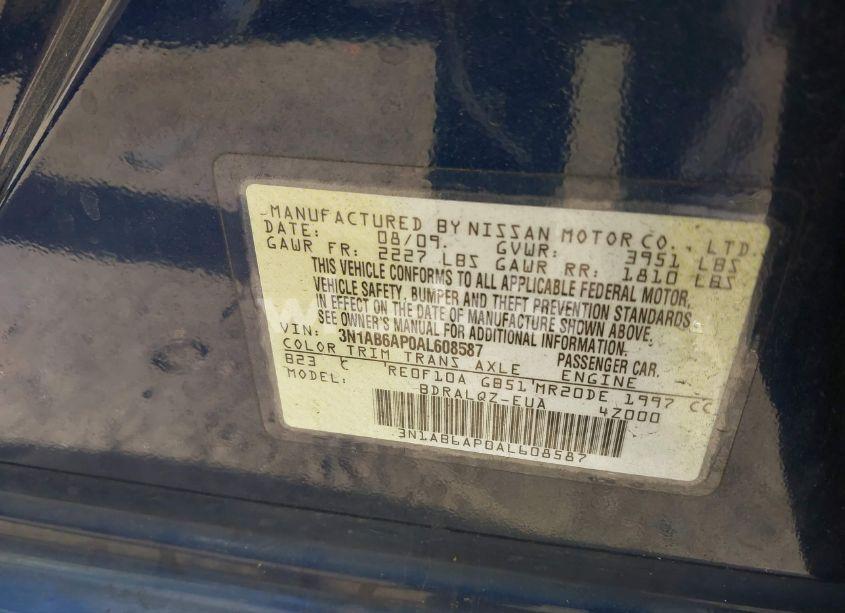 MANUFACTURED BY NISSAN MOTOR CO., LTD.
DATE: 08/09. GVWR: 3951 LBS
GAWR FR: 2227 LBS GAWR RR: 1810 LBS
THIS VEHICLE CONFORMS TO ALL APPLICABLE FEDERAL MOTOR
VEHICLE SAFETY, BUMPER AND THEFT PREVENTION STANDARDS
IN EFFECT ON THE DATE OF MANUFACTURE SHOWN ABOVE.
SEE OWNER'S MANUAL FOR ADDITIONAL INFORMATION.
VIN: 3N1AB6AP0AL608587 PASSENGER CAR.
COLOR TRIM TRANS AXLE ENGINE
B23 C RE0F10A GB51 MR20DE 1997 CC
MODEL: BDRALQZ-EUA 4Z000
3N1AB6AP0AL608587